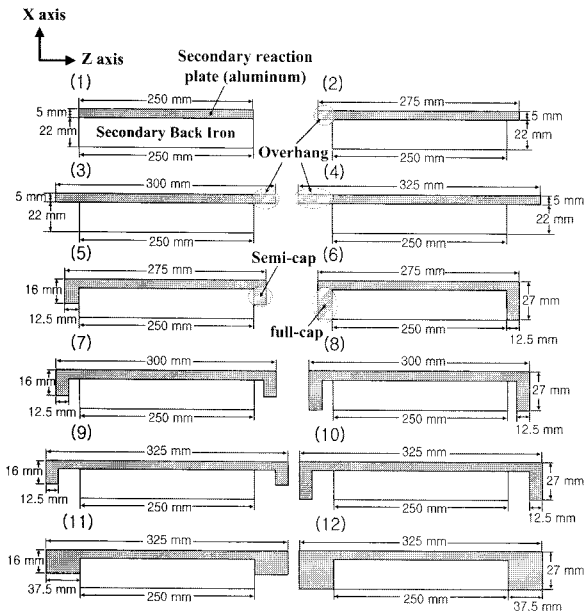 X axis
Z axis
Secondary reaction
plate (aluminum)
(1)
(2)
250 mm
275 mm
5 mm
22 mm
Secondary Back Iron
5 mm
22 mm
250 mm
250 mm
Overhang
(3)
(4)
300 mm
325 mm
5 mm
22 mm
5 mm
22 mm
250 mm
250 mm
(5)
(6)
Semi-cap
275 mm
275 mm
16 mm
27 mm
12.5 mm
250 mm
250 mm
12.5 mm
full-cap
(7)
(8)
300 mm
300 mm
16 mm
27 mm
12.5 mm
250 mm
250 mm
12.5 mm
(9)
(10)
325 mm
325 mm
16 mm
27 mm
12.5 mm
250 mm
250 mm
12.5 mm
(11)
(12)
325 mm
325 mm
16 mm
27 mm
37.5 mm
250 mm
250 mm
37.5 mm